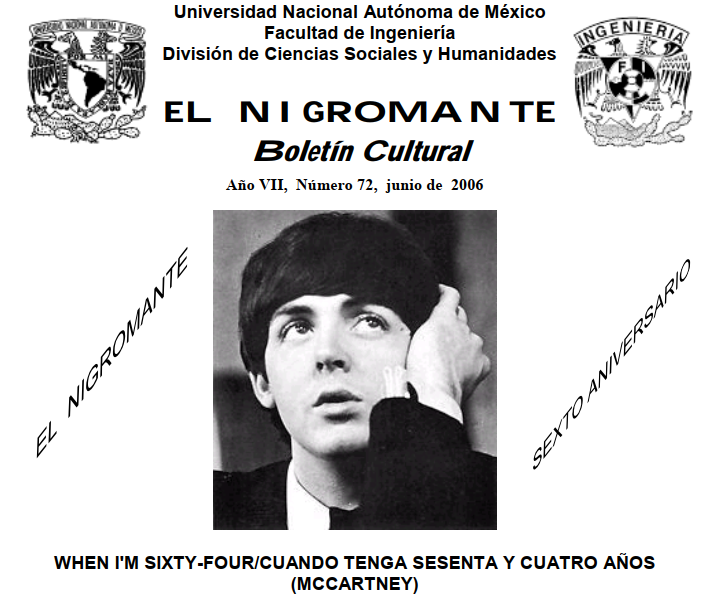 Universidad Nacional Autónoma de México
Facultad de Ingeniería
División de Ciencias Sociales y Humanidades
INGENIERIA
EL NIGROMANTE
Boletín Cultural
Año VII, Número 72, junio de 2006
EL NIGROMANTE
SEXTO ANIVERSARIO
WHEN I'M SIXTY-FOUR/CUANDO TENGA SESENTA Y CUATRO AÑOS
(MCCARTNEY)